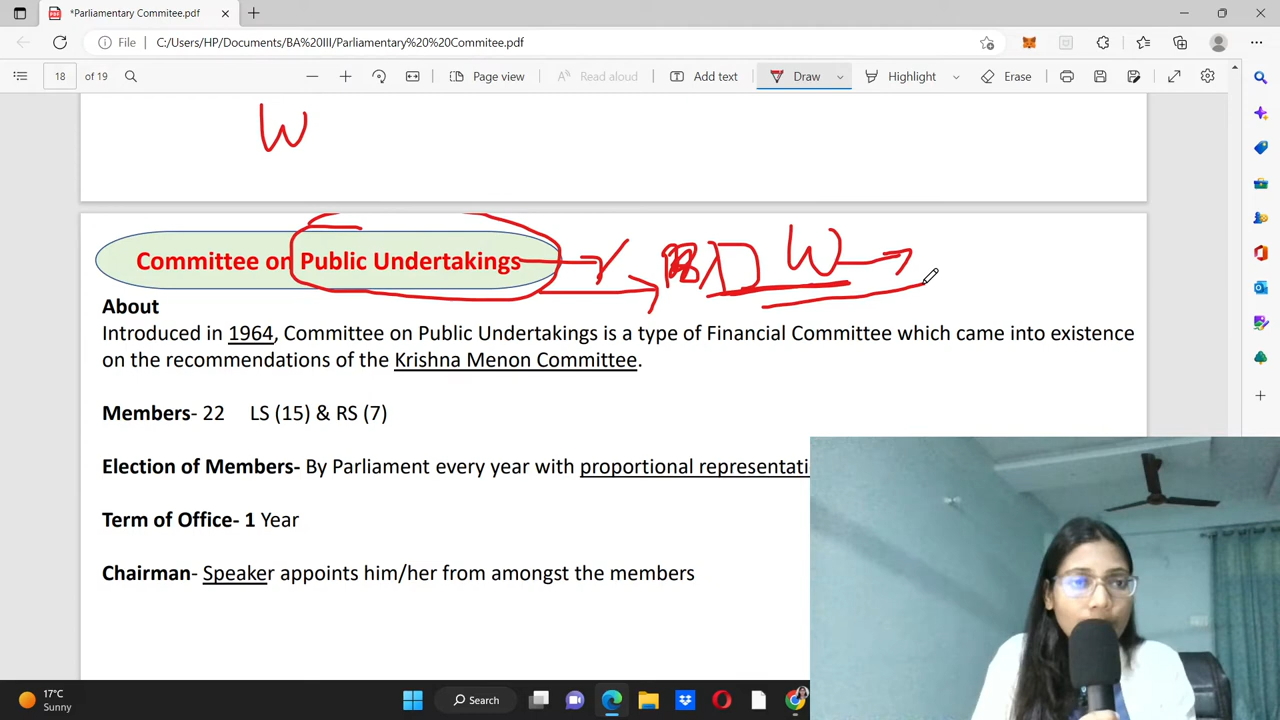 *Parliamentary Commitee.pdf
File C:/Users/HP/Documents/BA%20III/Parliamentary%20%20Commitee.pdf
18 of 19 Page view Read aloud Add text Draw Highlight Erase
W
Committee on Public Undertakings W
About
Introduced in 1964, Committee on Public Undertakings is a type of Financial Committee which came into existence
on the recommendations of the Krishna Menon Committee.
Members- 22 LS (15) & RS (7)
Election of Members- By Parliament every year with proportional representati
Term of Office- 1 Year
Chairman- Speaker appoints him/her from amongst the members
17°C
Sunny
Search